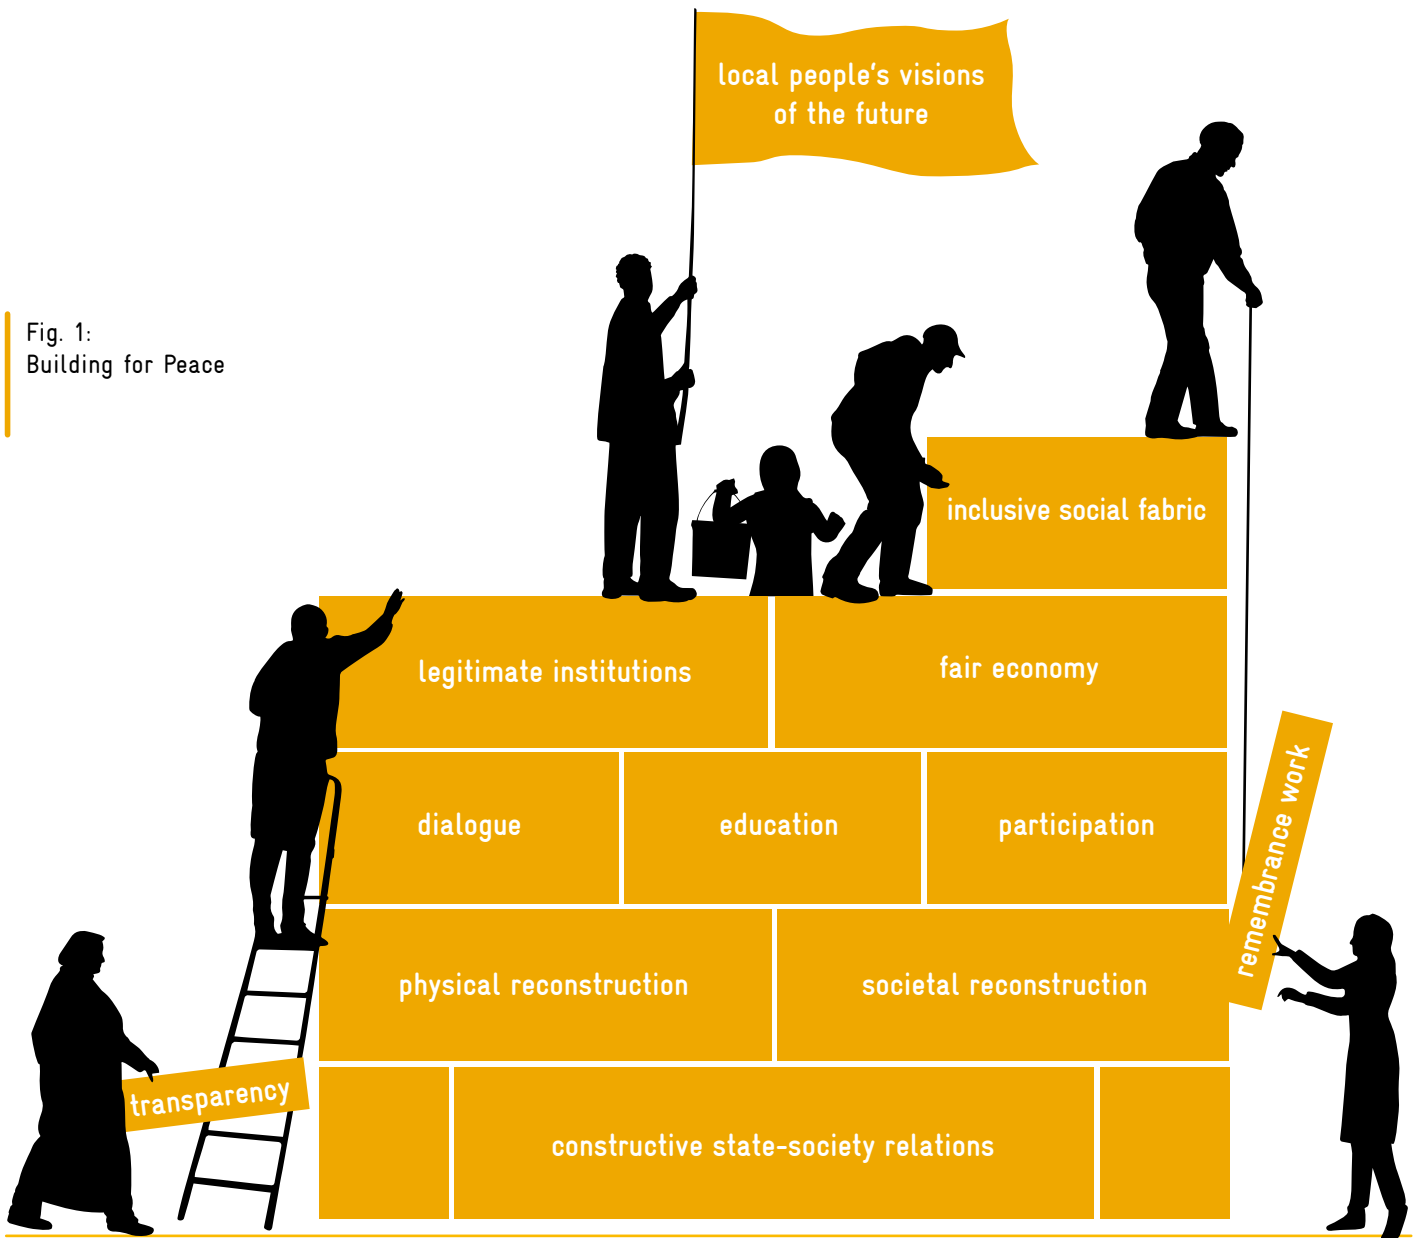 local people's visions
of the future
Fig. 1:
Building for Peace
inclusive social fabric
legitimate institutions
fair economy
dialogue
education
participation
remembrance work
physical reconstruction
societal reconstruction
transparency
constructive state-society relations